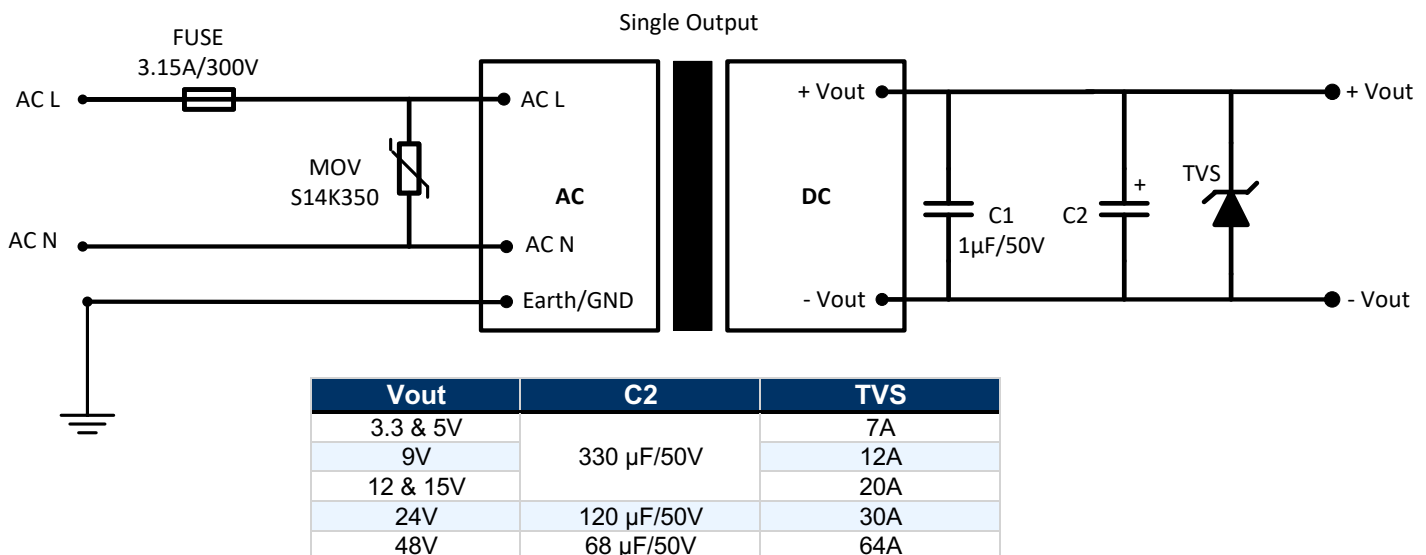 Single Output
FUSE
3.15A/300V
AC L
AC L
+ Vout
+ Vout
MOV
S14K350
AC
DC
C1
1µF/50V
C2
+
TVS
AC N
AC N
Earth/GND
- Vout
- Vout
Vout C2 TVS
3.3 & 5V 7A
9V 330 µF/50V 12A
12 & 15V 20A
24V 120 µF/50V 30A
48V 68 µF/50V 64A